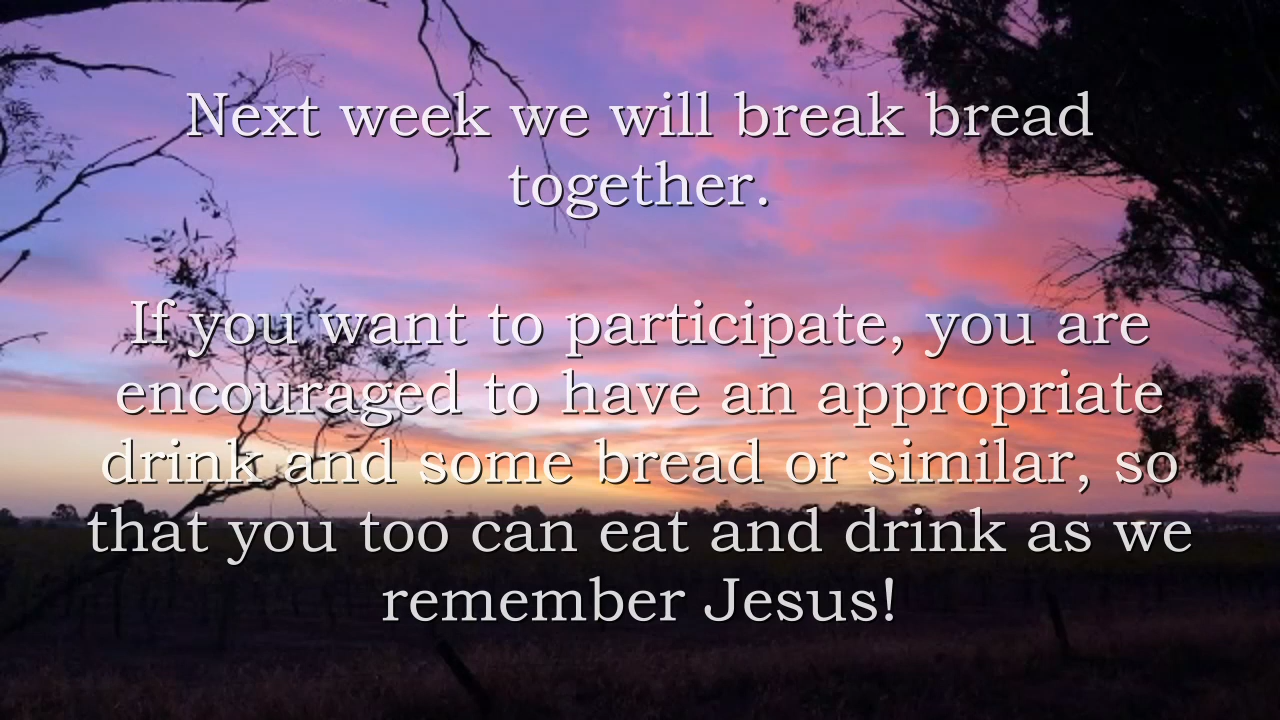 Next week we will break bread
together.
If you want to participate, you are
encouraged to have an appropriate
drink and some bread or similar, so
that you too can eat and drink as we
remember Jesus!